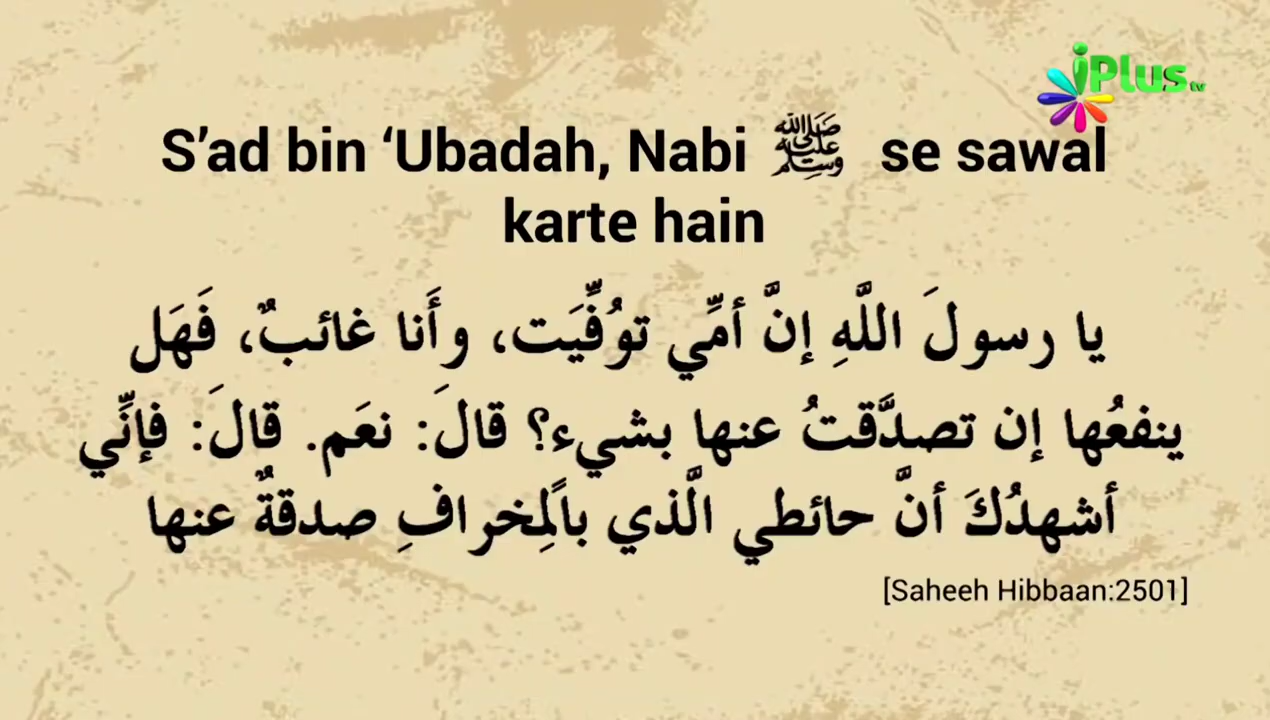 iPlus tv
S’ad bin ‘Ubadah, Nabi ﷺ se sawal
karte hain
يا رسولَ اللَّهِ إنَّ أمِّي توُفِّيَت، وأَنا غائبٌ، فَهَل
ينفعُها إن تصدَّقتُ عنها بشيء؟ قالَ: نعَم. قالَ: فإنِّي
أشهدُكَ أنَّ حائطي الَّذي بالمِخرافِ صدقةٌ عنها
[Saheeh Hibbaan:2501]